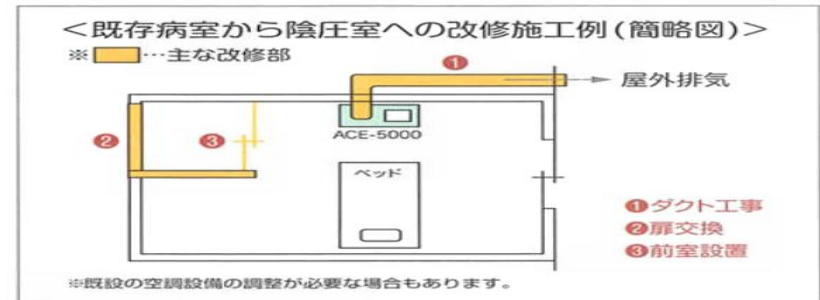 ＜既存病室から陰圧室への改修施工例(簡略図)＞
※ …主な改修部
❶
屋外排気
❷
❸
ACE-5000
ベッド
❶ダクト工事
❷扉交換
❸前室設置
※既設の空調設備の調整が必要な場合もあります。